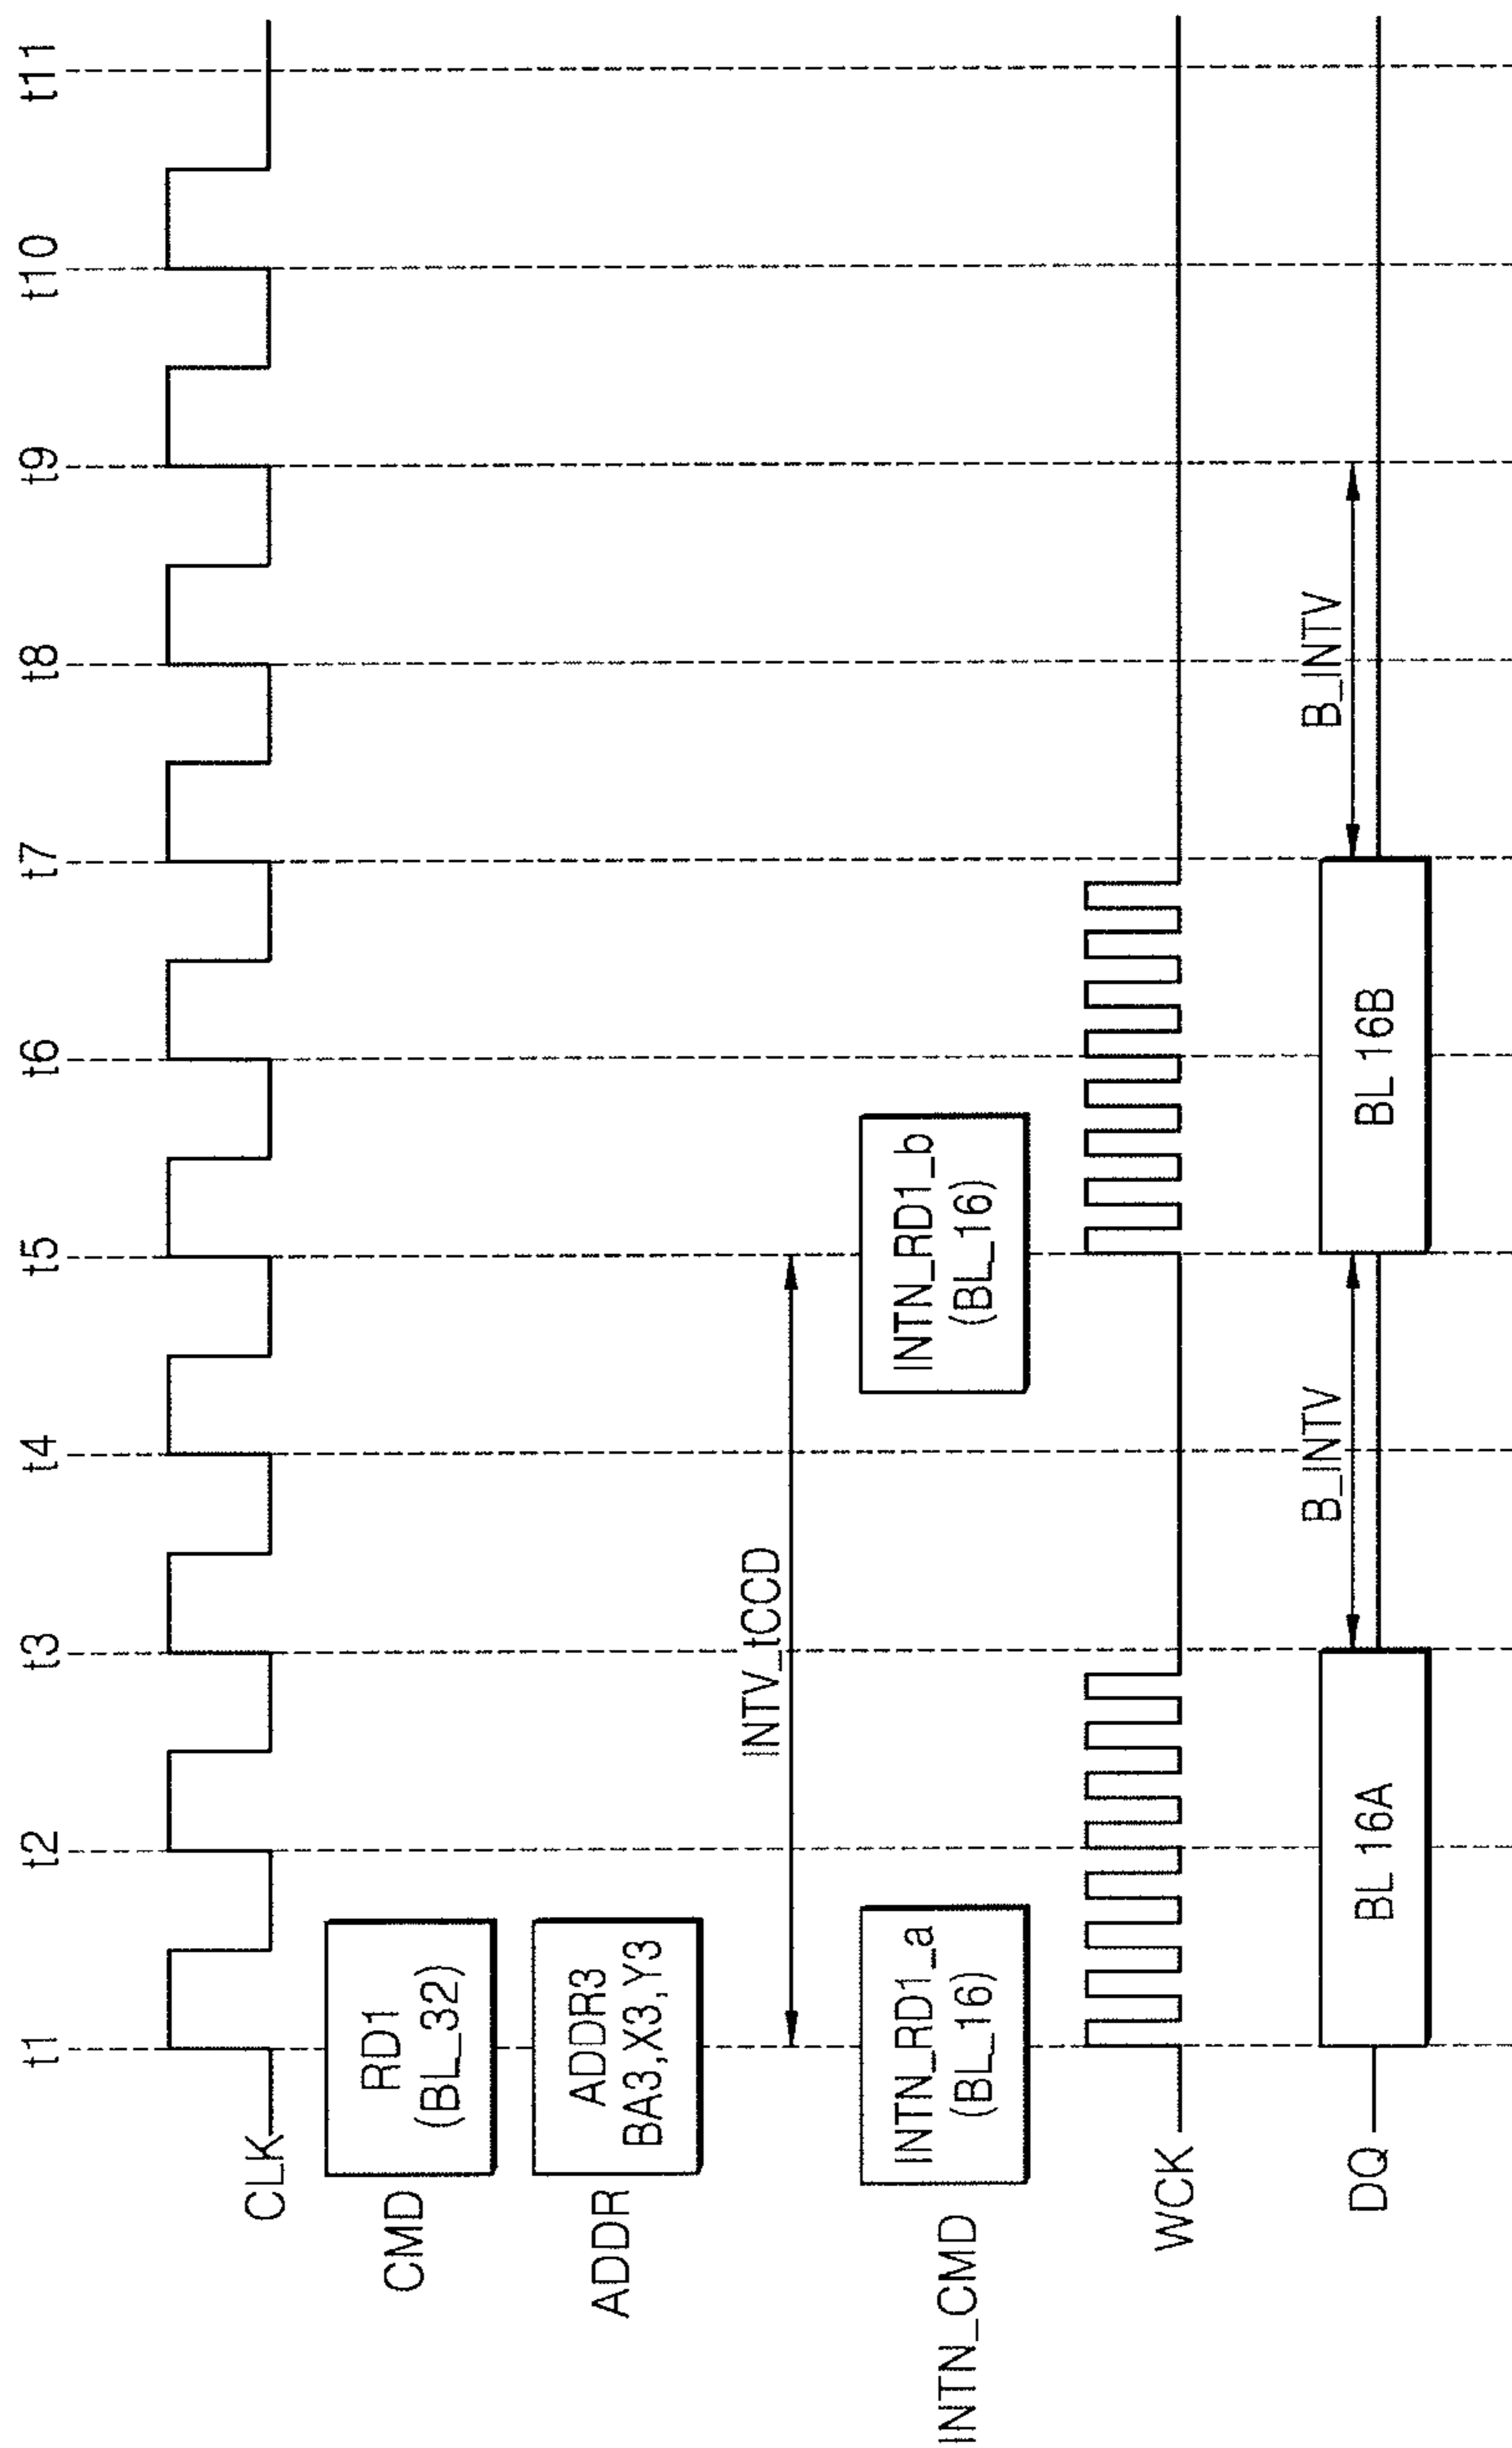 t1 t2 t3 t4 t5 t6 t7 t8 t9 t10 t11
CLK
CMD
RD1
(BL_32)
ADDR
ADDR3
BA3,X3,Y3
INTV_tCCD
INTN_CMD
INTN_RD1_a
(BL_16)
INTN_RD1_b
(BL_16)
WCK
B_INTV
B_INTV
DQ
BL 16A
BL 16B